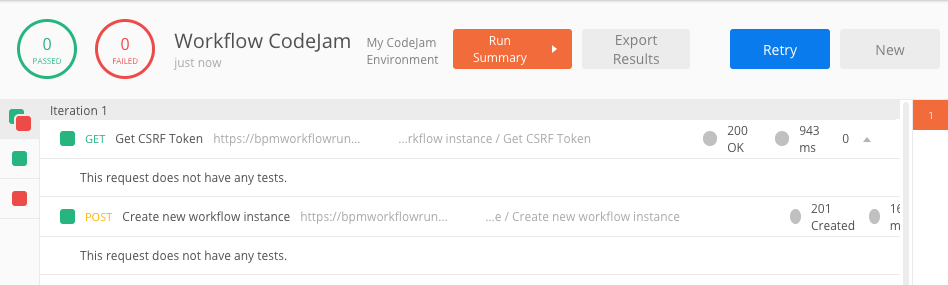 0
PASSED
0
FAILED
Workflow CodeJam
just now
My CodeJam
Environment
Run
Summary
Export
Results
Retry
New
Iteration 1
1
GET Get CSRF Token https://bpmworkflowrun... ...rkflow instance / Get CSRF Token 200 OK 943 ms 0
This request does not have any tests.
POST Create new workflow instance https://bpmworkflowrun... ...e / Create new workflow instance 201 Created
This request does not have any tests.